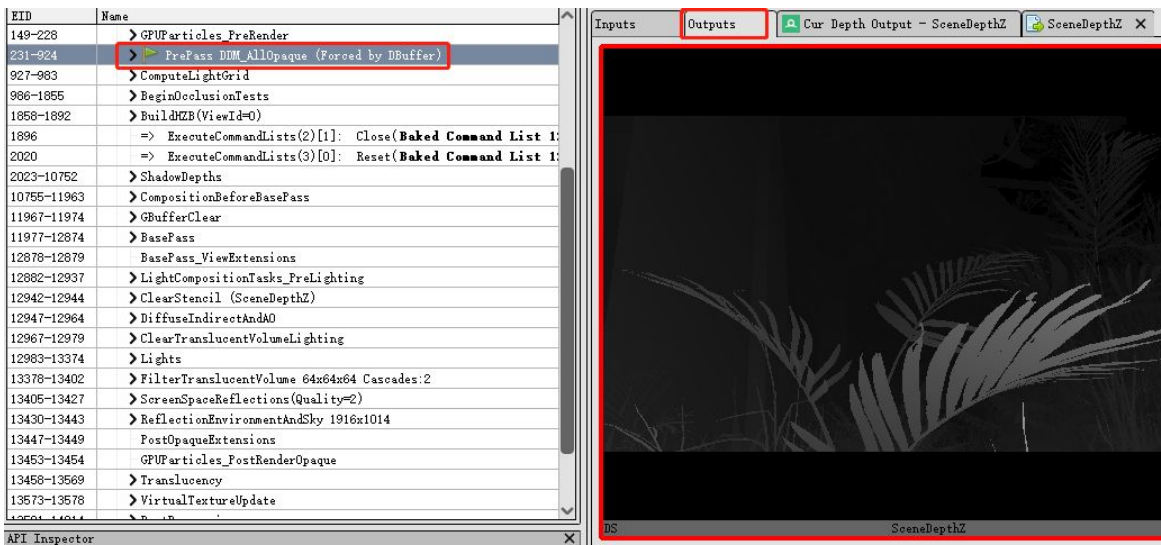 EID Name
149-228 GPUParticles_PreRender
231-924 PrePass DDM_AllOpaque (Forced by DBuffer)
927-983 ComputeLightGrid
986-1855 BeginOcclusionTests
1858-1892 BuildHZB(ViewId=0)
1896 => ExecuteCommandLists(2)[1]: Close(Baked Command List
2020 => ExecuteCommandLists(3)[0]: Reset(Baked Command List
2023-10752 ShadowDepths
10755-11963 CompositionBeforeBasePass
11967-11974 GBufferClear
11977-12874 BasePass
12878-12879 BasePass_ViewExtensions
12882-12937 LightCompositionTasks_PreLighting
12942-12944 ClearStencil (SceneDepthZ)
12947-12964 DiffuseIndirectAndAO
12967-12979 ClearTranslucentVolumeLighting
12983-13374 Lights
13378-13402 FilterTranslucentVolume 64x64x64 Cascades:2
13405-13427 ScreenSpaceReflections(Quality=2)
13430-13443 ReflectionEnvironmentAndSky 1916x1014
13447-13449 PostOpaqueExtensions
13453-13454 GPUParticles_PostRenderOpaque
13458-13569 Translucency
13573-13578 VirtualTextureUpdate
API Inspector
Inputs Outputs Cur Depth Output - SceneDepthZ SceneDepthZ
DS SceneDepthZ